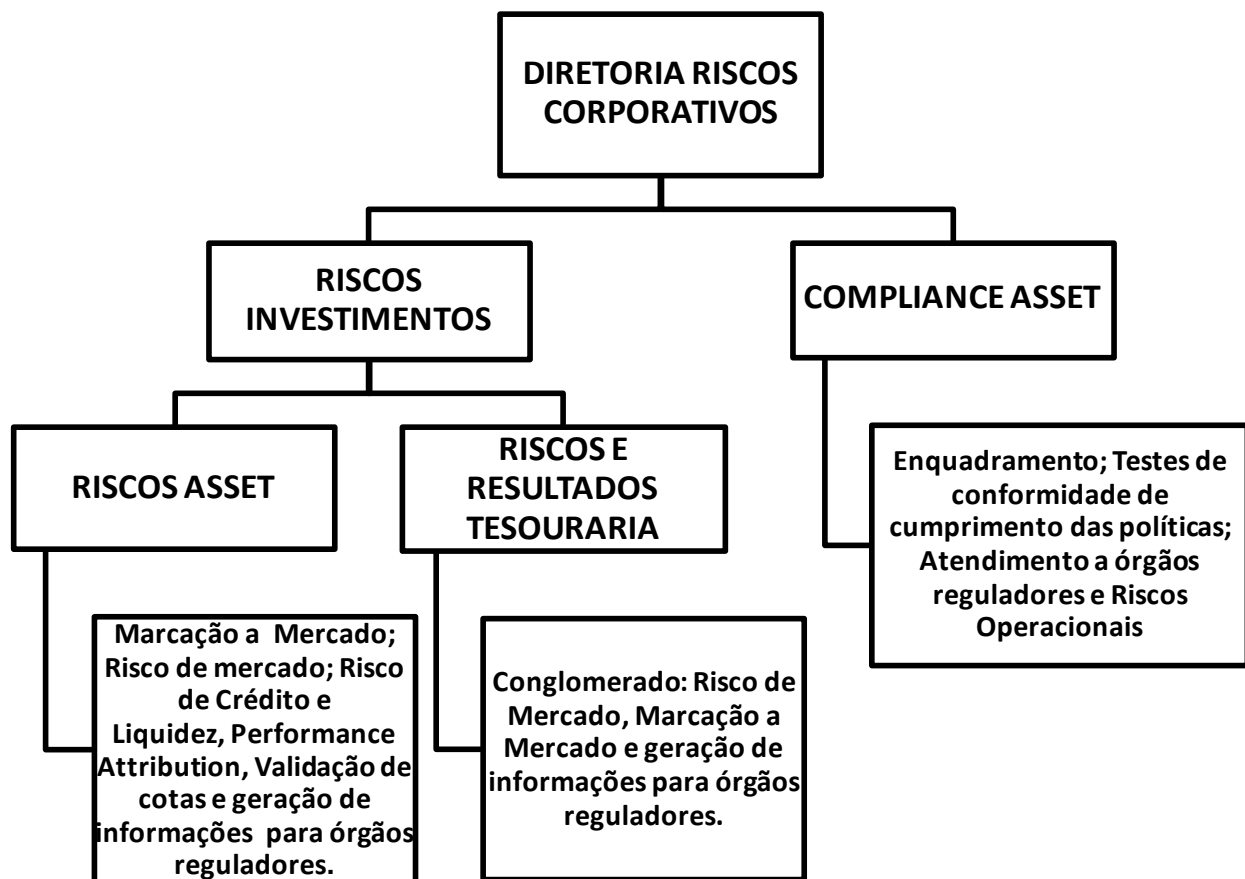 DIRETORIA RISCOS
CORPORATIVOS
RISCOS
INVESTIMENTOS
COMPLIANCE ASSET
RISCOS ASSET
RISCOS E
RESULTADOS
TESOURARIA
Enquadramento; Testes de
conformidade de
cumprimento das políticas;
Atendimento a órgãos
reguladores e Riscos
Operacionais
Marcação a Mercado;
Risco de mercado; Risco
de Crédito e
Liquidez, Performance
Attribution, Validação de
cotas e geração de
informações para órgãos
reguladores.
Conglomerado: Risco de
Mercado, Marcação a
Mercado e geração de
informações para órgãos
reguladores.